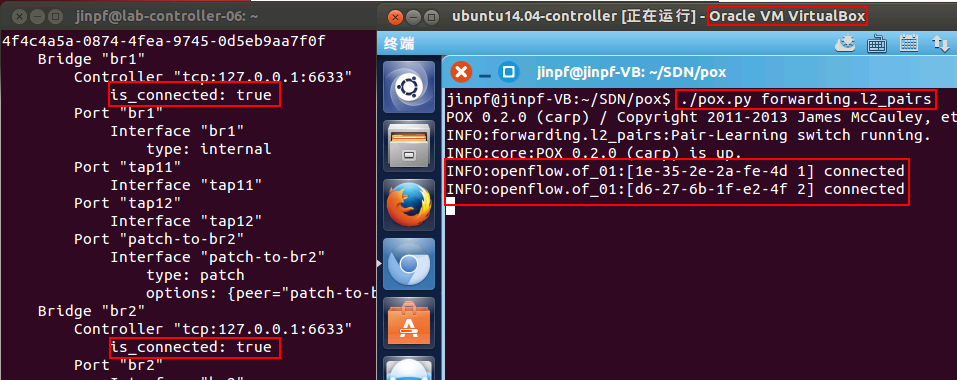 jinpf@lab-controller-06: ~
4f4c4a5a-0874-4fea-9745-0d5eb9aa7f0f
Bridge "br1"
Controller "tcp:127.0.0.1:6633"
is_connected: true
Port "br1"
Interface "br1"
type: internal
Port "tap11"
Interface "tap11"
Port "tap12"
Interface "tap12"
Port "patch-to-br2"
Interface "patch-to-br2"
type: patch
options: {peer="patch-to-b
Bridge "br2"
Controller "tcp:127.0.0.1:6633"
is_connected: true
Port "br2"
ubuntu14.04-controller [正在运行] - Oracle VM VirtualBox
终端
jinpf@jinpf-VB: ~/SDN/pox
jinpf@jinpf-VB:~/SDN/pox$ ./pox.py forwarding.l2_pairs
POX 0.2.0 (carp) / Copyright 2011-2013 James McCauley, et
INFO:forwarding.l2_pairs:Pair-Learning switch running.
INFO:core:POX 0.2.0 (carp) is up.
INFO:openflow.of_01:[1e-35-2e-2a-fe-4d 1] connected
INFO:openflow.of_01:[d6-27-6b-1f-e2-4f 2] connected